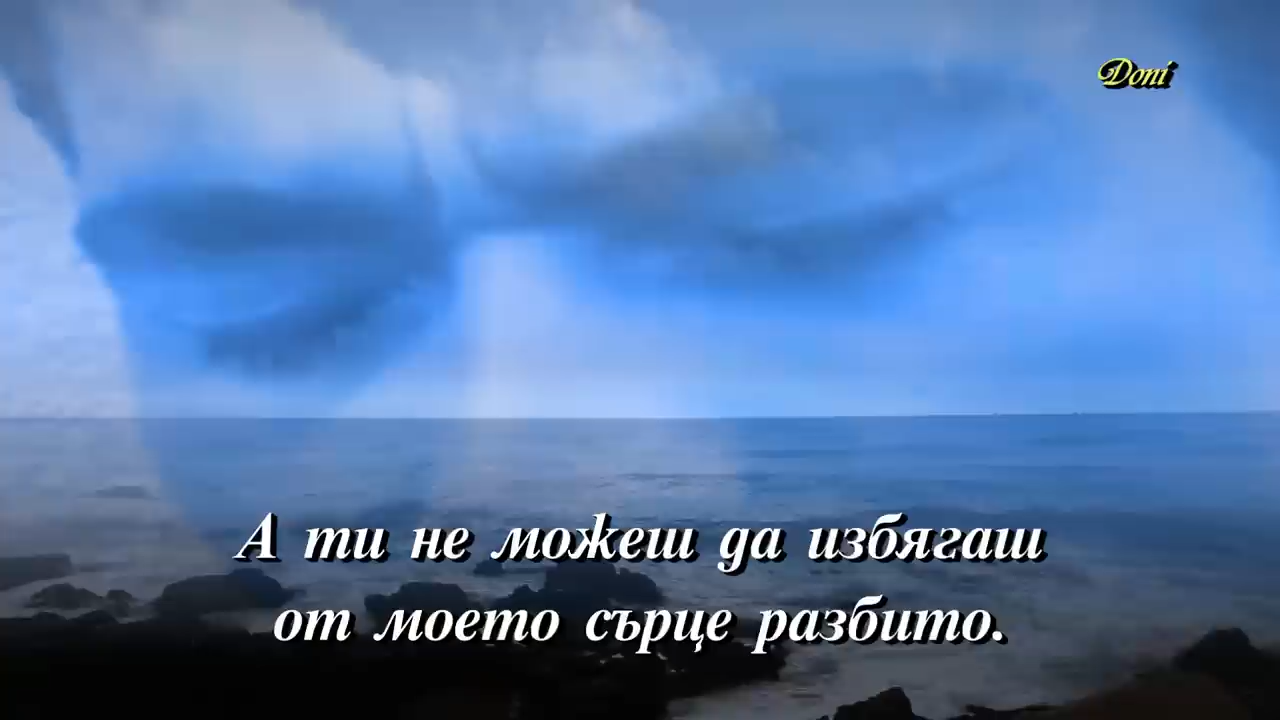 Doni
А ти не можеш да избягаш
от моето сърце разбито.